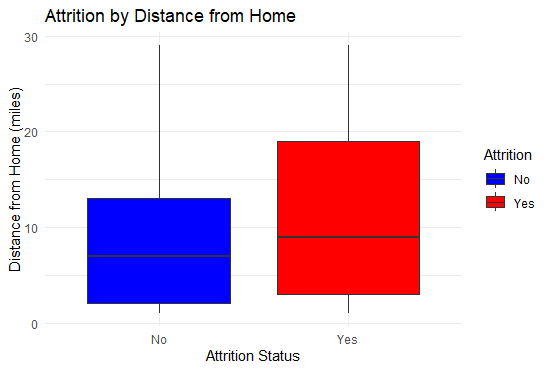 Attrition by Distance from Home
30
20
10
0
Distance from Home (miles)
No
Yes
Attrition Status
Attrition
No
Yes